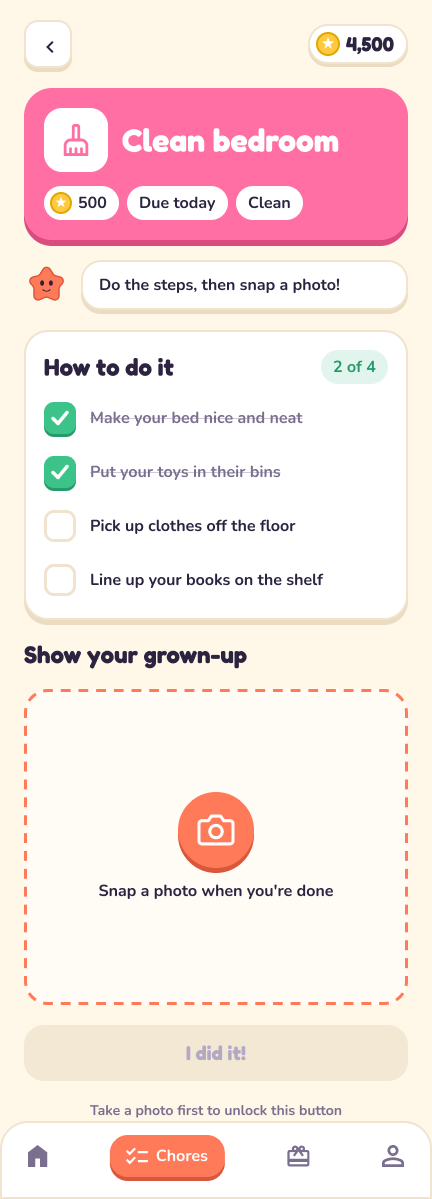 4,500
Clean bedroom
500
Due today
Clean
Do the steps, then snap a photo!
How to do it
2 of 4
Make your bed nice and neat
Put your toys in their bins
Pick up clothes off the floor
Line up your books on the shelf
Show your grown-up
Snap a photo when you're done
I did it!
Take a photo first to unlock this button
Chores